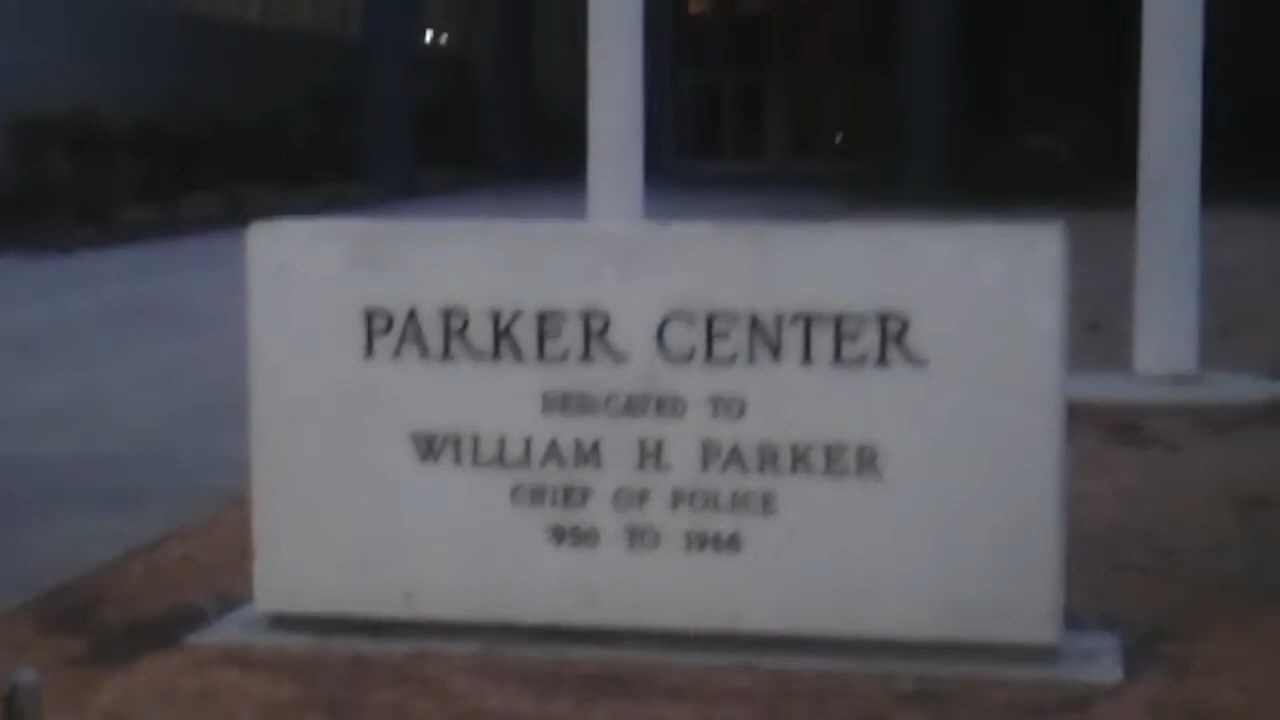 PARKER CENTER
DEDICATED TO
WILLIAM H. PARKER
CHIEF OF POLICE
950 TO 1966